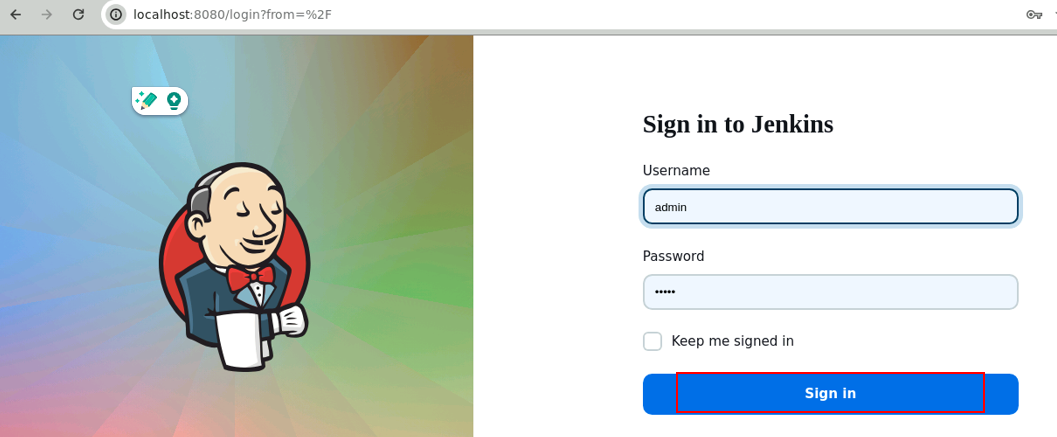 localhost:8080/login?from=%2F
Sign in to Jenkins
Username
admin
Password
•••••
Keep me signed in
Sign in